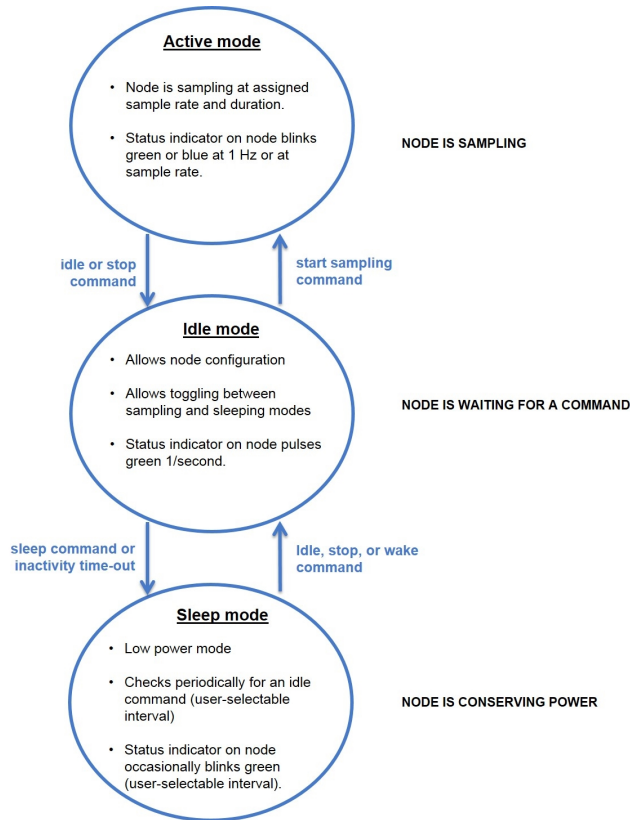 Active mode
• Node is sampling at assigned
sample rate and duration.
• Status indicator on node blinks
green or blue at 1 Hz or at
sample rate.
NODE IS SAMPLING
idle or stop
command
start sampling
command
Idle mode
• Allows node configuration
• Allows toggling between
sampling and sleeping modes
• Status indicator on node pulses
green 1/second.
NODE IS WAITING FOR A COMMAND
sleep command or
inactivity time-out
Idle, stop, or wake
command
Sleep mode
• Low power mode
• Checks periodically for an idle
command (user-selectable
interval)
• Status indicator on node
occasionally blinks green
(user-selectable interval).
NODE IS CONSERVING POWER